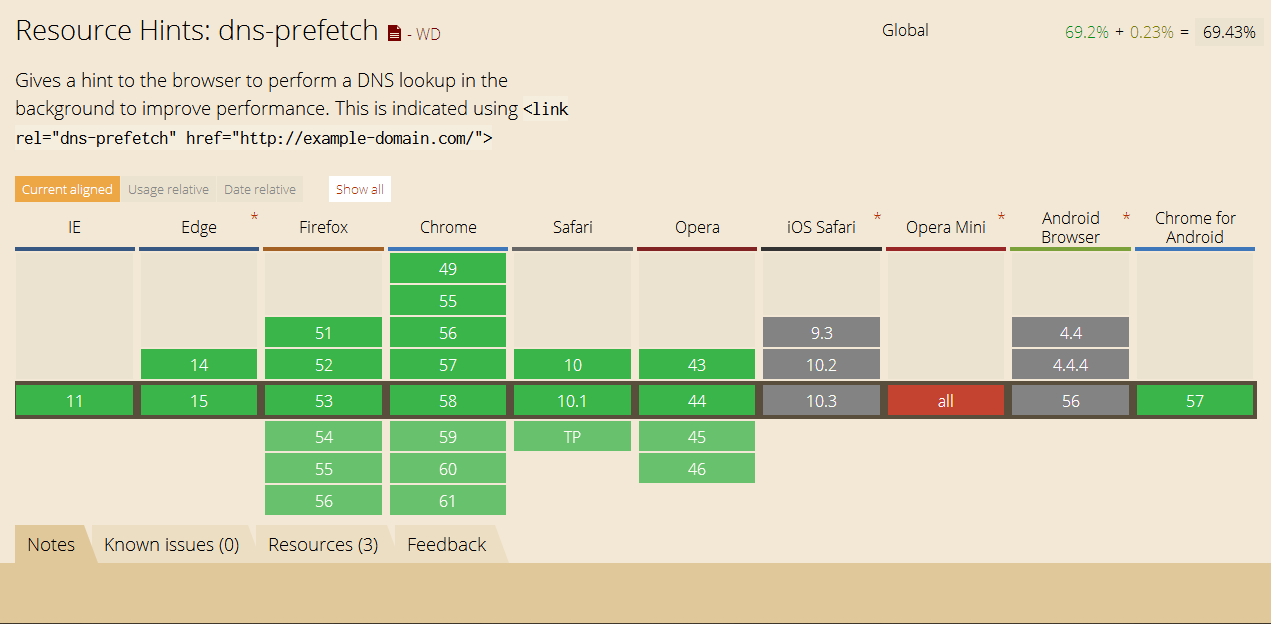 Resource Hints: dns-prefetch - WD
Global
69.2% + 0.23% = 69.43%
Gives a hint to the browser to perform a DNS lookup in the
background to improve performance. This is indicated using <link
rel="dns-prefetch" href="http://example-domain.com/">
Current aligned Usage relative Date relative Show all
IE Edge * Firefox Chrome Safari Opera iOS Safari * Opera Mini * Android Browser * Chrome for Android
49
55
51 56 9.3 4.4
14 52 57 10 43 10.2 4.4.4
11 15 53 58 10.1 44 10.3 all 56 57
54 59 TP 45
55 60 46
56 61
Notes Known issues (0) Resources (3) Feedback